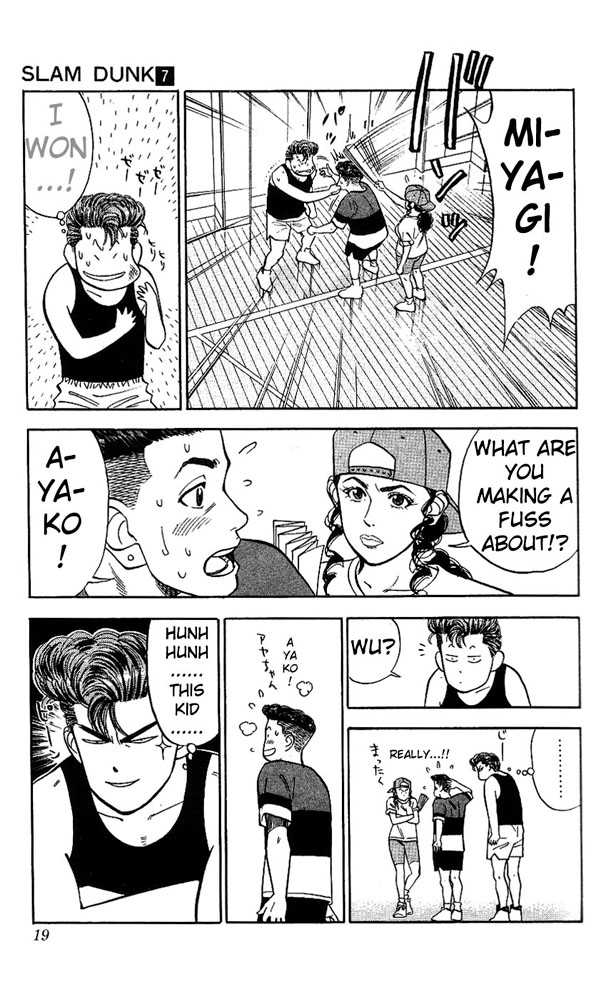 SLAM DUNK 7
MI-
YA-
GI
!
I
WON
...!
WHAT ARE
YOU
MAKING A
FUSS
ABOUT!?
A-
YA-
KO
!
WU?
.........
じ
REALLY...!!
まったく
A
YA
KO!
アヤちゃん
HUNH
HUNH
......
THIS
KID
......
19